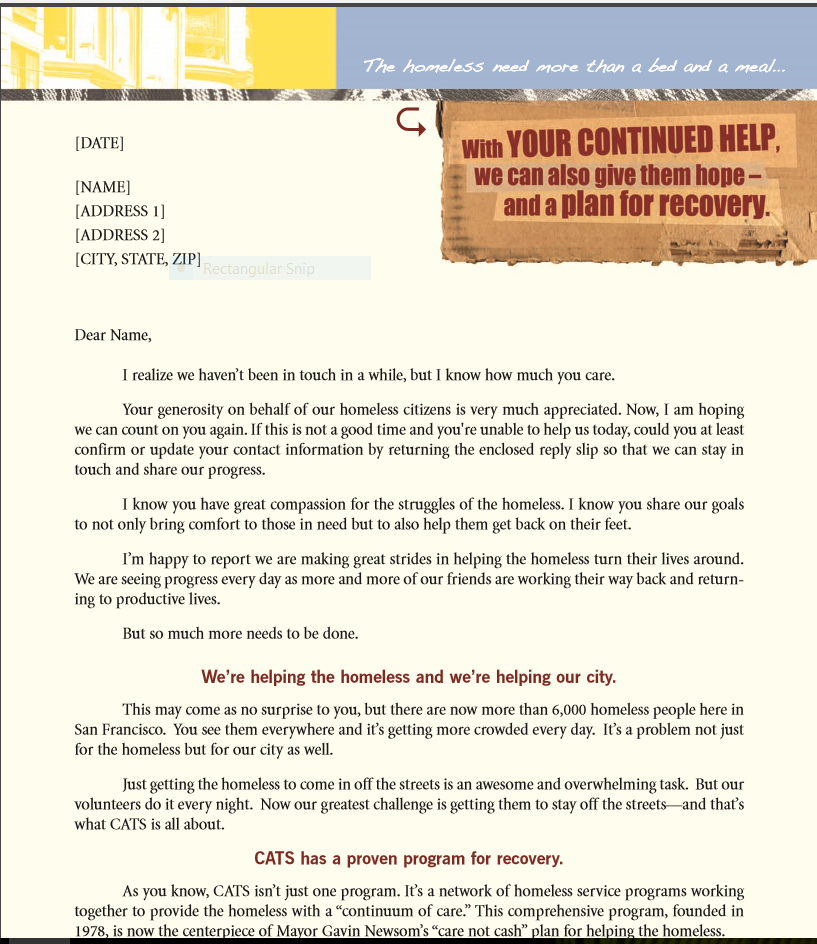 The homeless need more than a bed and a meal...
With YOUR CONTINUED HELP,
we can also give them hope –
and a plan for recovery.
[DATE]
[NAME]
[ADDRESS 1]
[ADDRESS 2]
[CITY, STATE, ZIP]
Rectangular Snip
Dear Name,
I realize we haven’t been in touch in a while, but I know how much you care.
Your generosity on behalf of our homeless citizens is very much appreciated. Now, I am hoping
we can count on you again. If this is not a good time and you're unable to help us today, could you at least
confirm or update your contact information by returning the enclosed reply slip so that we can stay in
touch and share our progress.
I know you have great compassion for the struggles of the homeless. I know you share our goals
to not only bring comfort to those in need but to also help them get back on their feet.
I’m happy to report we are making great strides in helping the homeless turn their lives around.
We are seeing progress every day as more and more of our friends are working their way back and return-
ing to productive lives.
But so much more needs to be done.
We’re helping the homeless and we’re helping our city.
This may come as no surprise to you, but there are now more than 6,000 homeless people here in
San Francisco.  You see them everywhere and it’s getting more crowded every day.  It’s a problem not just
for the homeless but for our city as well.
Just getting the homeless to come in off the streets is an awesome and overwhelming task.  But our
volunteers do it every night.  Now our greatest challenge is getting them to stay off the streets—and that’s
what CATS is all about.
CATS has a proven program for recovery.
As you know, CATS isn’t just one program. It’s a network of homeless service programs working
together to provide the homeless with a “continuum of care.” This comprehensive program, founded in
1978, is now the centerpiece of Mayor Gavin Newsom’s “care not cash” plan for helping the homeless.